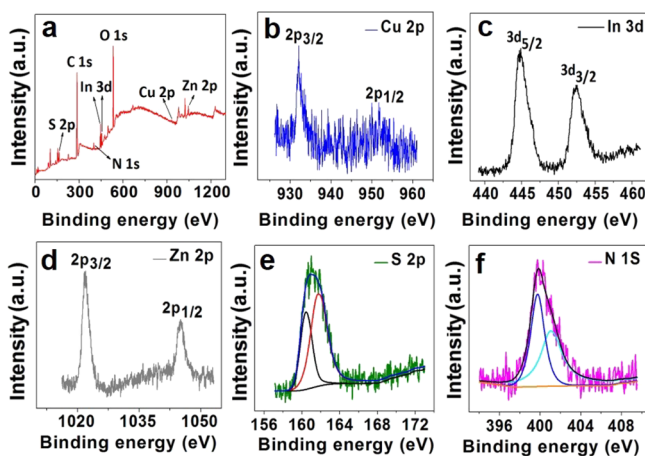 a
O 1s
C 1s
In 3d
Cu 2p
Zn 2p
S 2p
N 1s
Intensity (a.u.)
0 300 600 900 1200
Binding energy (eV)
b
Cu 2p
2p3/2
2p1/2
Intensity (a.u.)
930 940 950 960
Binding energy (eV)
c
In 3d
3d5/2
3d3/2
Intensity (a.u.)
440 445 450 455 460
Binding energy (eV)
d
Zn 2p
2p3/2
2p1/2
Intensity (a.u.)
1020 1035 1050
Binding energy (eV)
e
S 2p
Intensity (a.u.)
156 160 164 168 172
Binding energy (eV)
f
N 1S
Intensity (a.u.)
396 400 404 408
Binding energy (eV)